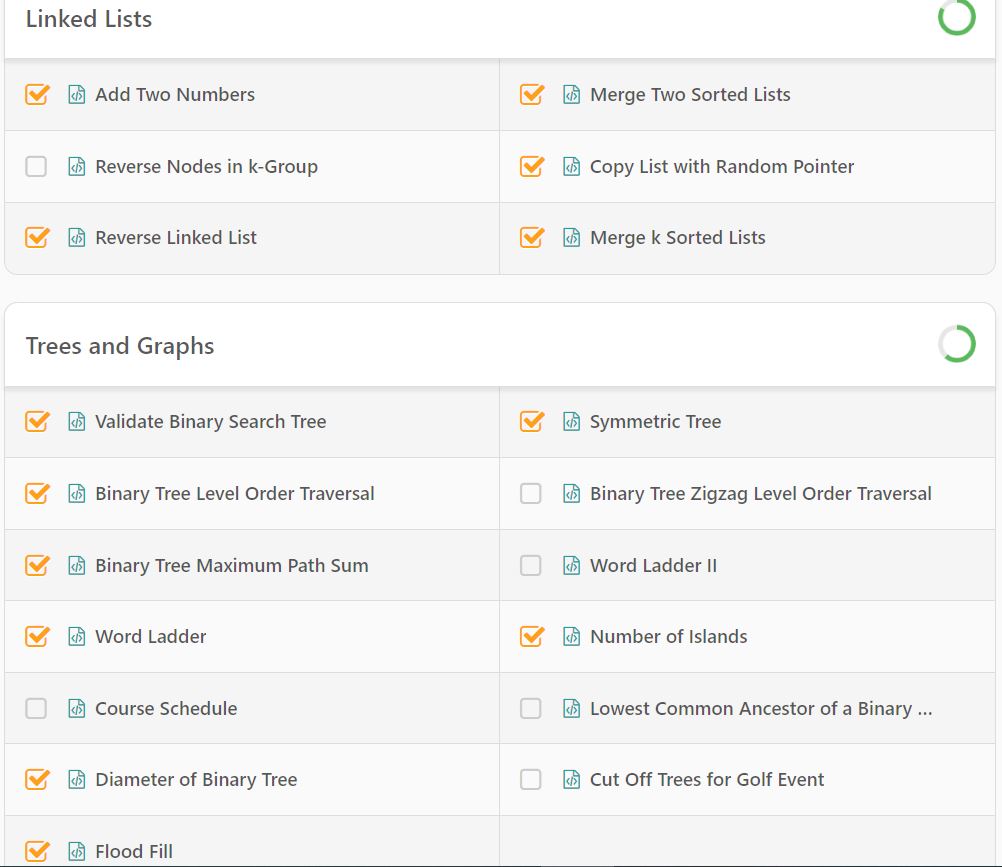 Linked Lists
Add Two Numbers
Merge Two Sorted Lists
Reverse Nodes in k-Group
Copy List with Random Pointer
Reverse Linked List
Merge k Sorted Lists
Trees and Graphs
Validate Binary Search Tree
Symmetric Tree
Binary Tree Level Order Traversal
Binary Tree Zigzag Level Order Traversal
Binary Tree Maximum Path Sum
Word Ladder II
Word Ladder
Number of Islands
Course Schedule
Lowest Common Ancestor of a Binary ...
Diameter of Binary Tree
Cut Off Trees for Golf Event
Flood Fill